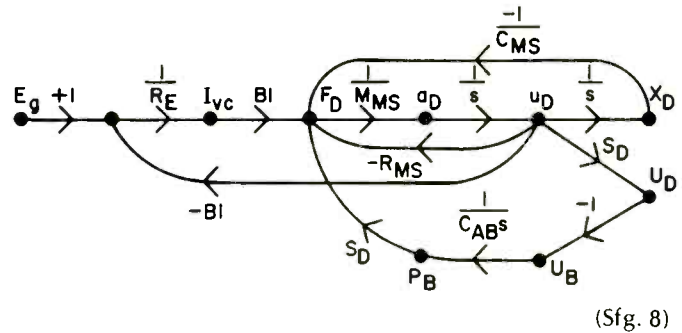 -1
C_MS
E_g +1 1 I_vc Bl F_D 1 a_D 1 u_D 1 X_D
R_E M_MS s s
-R_MS
S_D
-Bl
U_D
1 -1
C_AB s
S_D
P_B U_B
(Sfg. 8)